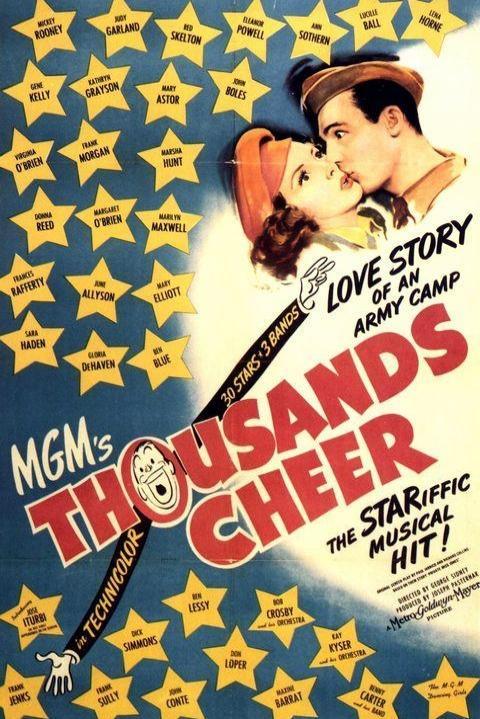 MICKEY
ROONEY
JUDY
GARLAND
RED
SKELTON
ELEANOR
POWELL
ANN
SOTHERN
LUCILLE
BALL
LENA
HORNE
GENE
KELLY
KATHRYN
GRAYSON
MARY
ASTOR
JOHN
BOLES
VIRGINIA
O'BRIEN
FRANK
MORGAN
MARSHA
HUNT
DONNA
REED
MARGARET
O'BRIEN
MARILYN
MAXWELL
FRANCES
RAFFERTY
JUNE
ALLYSON
MARY
ELLIOTT
SARA
HADEN
GLORIA
DEHAVEN
BEN
BLUE
LOVE STORY
OF AN
ARMY CAMP
30 STARS * 3 BANDS
MGM's
THOUSANDS
CHEER
in TECHNICOLOR
THE STARiffic
MUSICAL
HIT!
DIRECTED BY GEORGE SIDNEY
PRODUCED BY JOSEPH PASTERNAK
A Metro-Goldwyn-Mayer
PICTURE
Introducing
JOSE
ITURBI
BEN
LESSY
BOB
CROSBY
and his ORCHESTRA
DICK
SIMMONS
DON
LOPER
KAY
KYSER
and his ORCHESTRA
FRANK
JENKS
FRANK
SULLY
JOHN
CONTE
MAXINE
BARRAT
BENNY
CARTER
and his BAND
The M.G.M
Dancing Girls